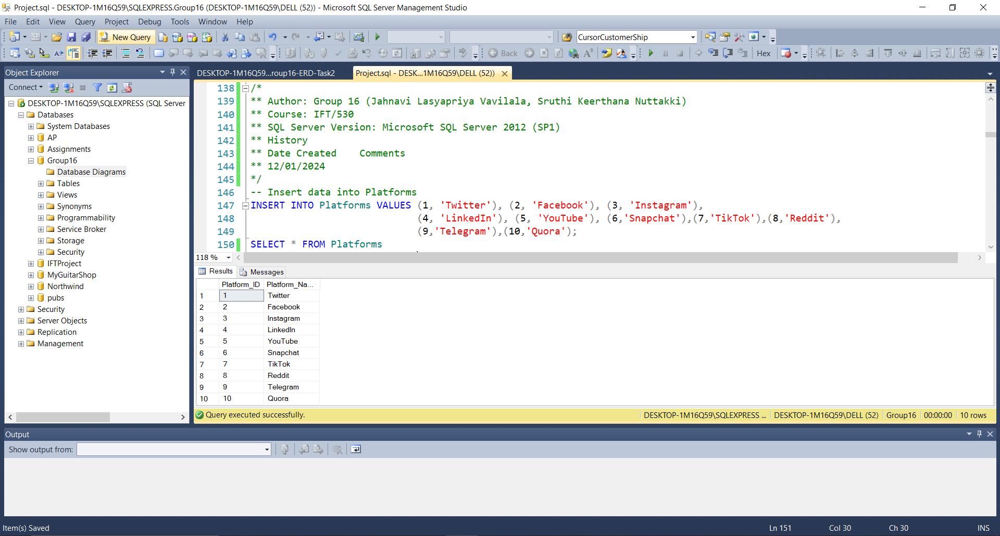 Project.sql - DESKTOP-1M16Q59\SQLEXPRESS.Group16 (DESKTOP-1M16Q59\DELL (52)) - Microsoft SQL Server Management Studio
File Edit View Query Project Debug Tools Window Help
New Query
CursorCustomerShip
Back
Hex
Object Explorer
Connect
DESKTOP-1M16Q59\SQLEXPRESS (SQL Server
Databases
System Databases
AP
Assignments
Group16
Database Diagrams
Tables
Views
Synonyms
Programmability
Service Broker
Storage
Security
IFTProject
MyGuitarShop
Northwind
pubs
Security
Server Objects
Replication
Management
DESKTOP-1M16Q59...roup16-ERD-Task2
Project.sql - DESK...1M16Q59\DELL (52))
138 /*
139 ** Author: Group 16 (Jahnavi Lasyapriya Vavilala, Sruthi Keerthana Nuttakki)
140 ** Course: IFT/530
141 ** SQL Server Version: Microsoft SQL Server 2012 (SP1)
142 ** History
143 ** Date Created    Comments
144 ** 12/01/2024
145 */
146 -- Insert data into Platforms
147 INSERT INTO Platforms VALUES (1, 'Twitter'), (2, 'Facebook'), (3, 'Instagram'),
148 (4, 'LinkedIn'), (5, 'YouTube'), (6,'Snapchat'),(7,'TikTok'),(8,'Reddit'),
149 (9,'Telegram'),(10,'Quora');
150 SELECT * FROM Platforms
118 %
Results Messages
Platform_ID Platform_Na...
1 1 Twitter
2 2 Facebook
3 3 Instagram
4 4 LinkedIn
5 5 YouTube
6 6 Snapchat
7 7 TikTok
8 8 Reddit
9 9 Telegram
10 10 Quora
Query executed successfully.
DESKTOP-1M16Q59\SQLEXPRESS ... DESKTOP-1M16Q59\DELL (52) Group16 00:00:00 10 rows
Output
Show output from:
Item(s) Saved
Ln 151 Col 30 Ch 30 INS